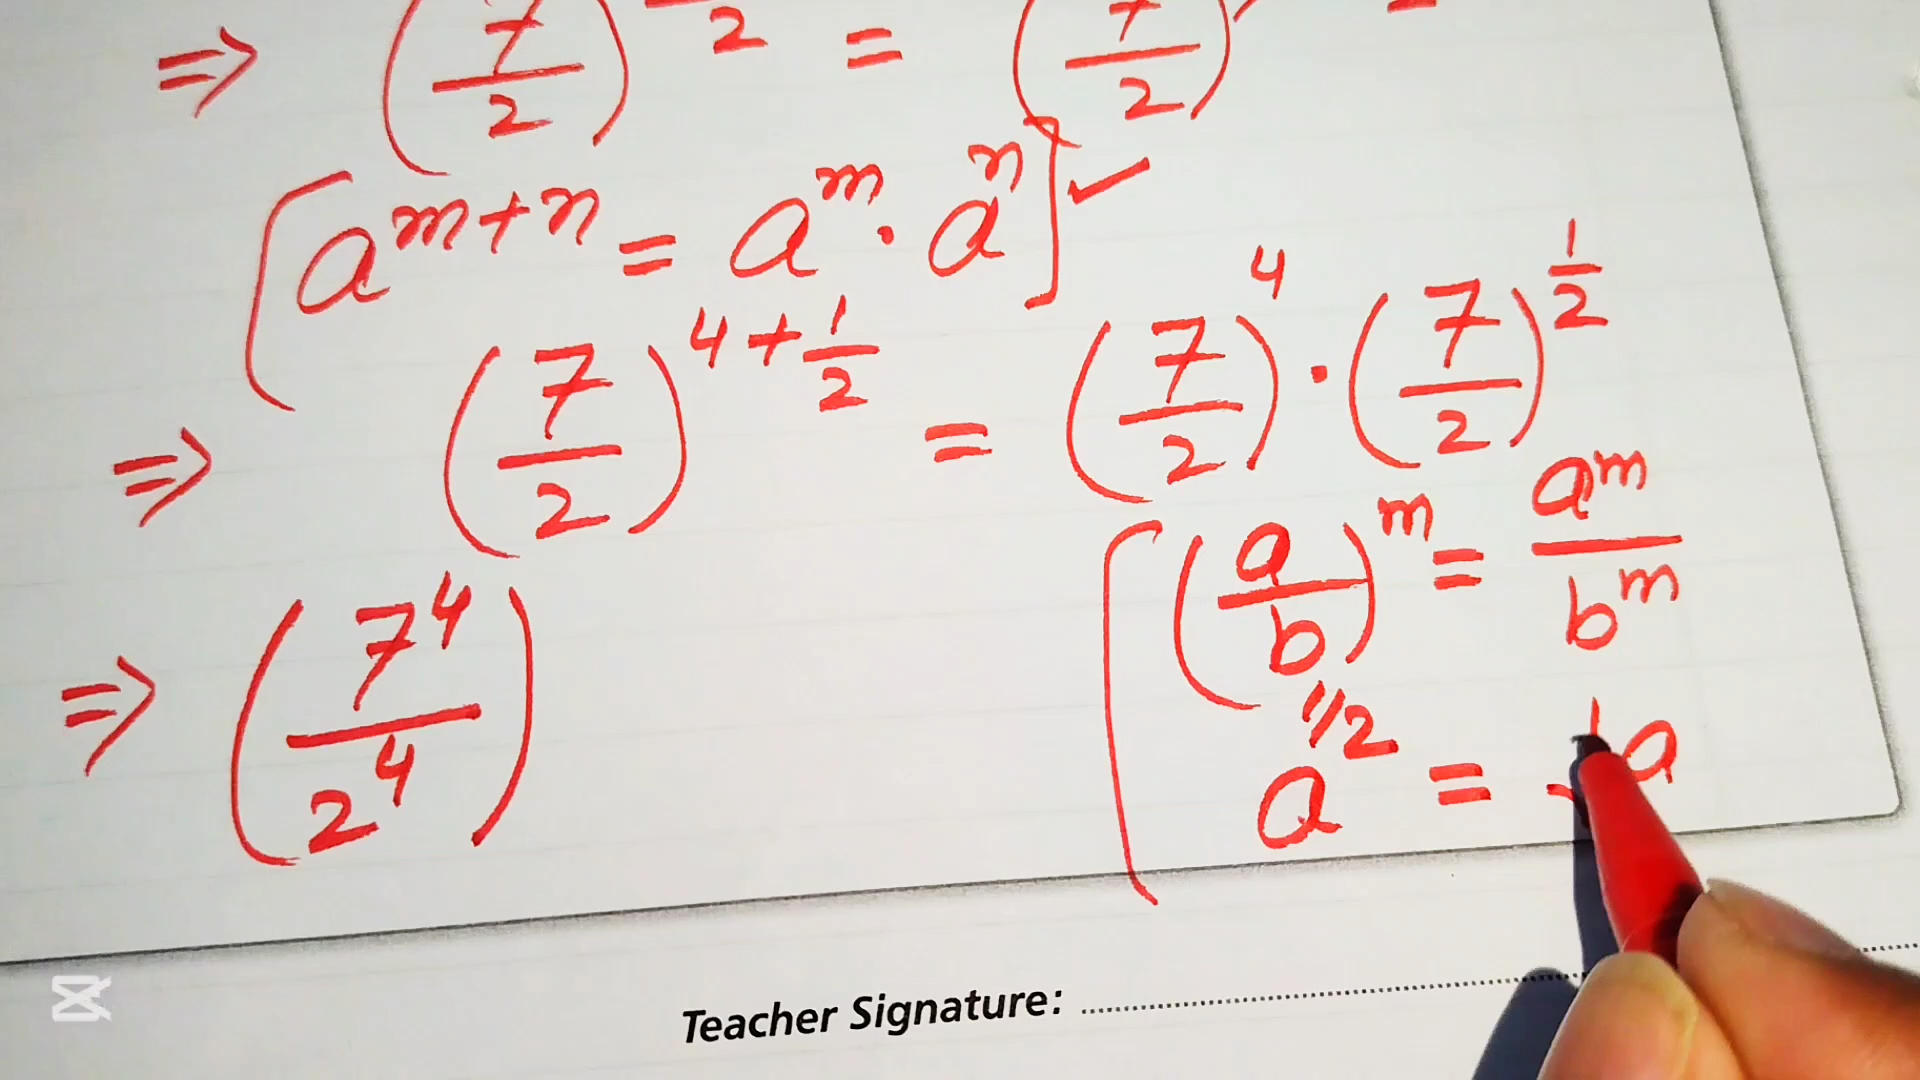 ⇒ (7/2) 2 = (7/2)
[a^(m+n) = a^m · a^n] ✓
⇒ (7/2)^(4+1/2) = (7/2)^4 · (7/2)^(1/2)
[(a/b)^m = a^m/b^m
⇒ (7^4/2^4)
a^(1/2) = a
Teacher Signature: